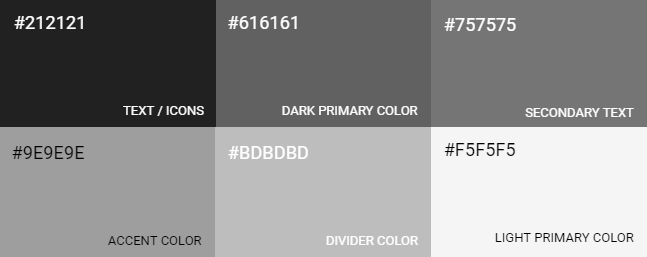 #212121
TEXT / ICONS
#616161
DARK PRIMARY COLOR
#757575
SECONDARY TEXT
#9E9E9E
ACCENT COLOR
#BDBDBD
DIVIDER COLOR
#F5F5F5
LIGHT PRIMARY COLOR